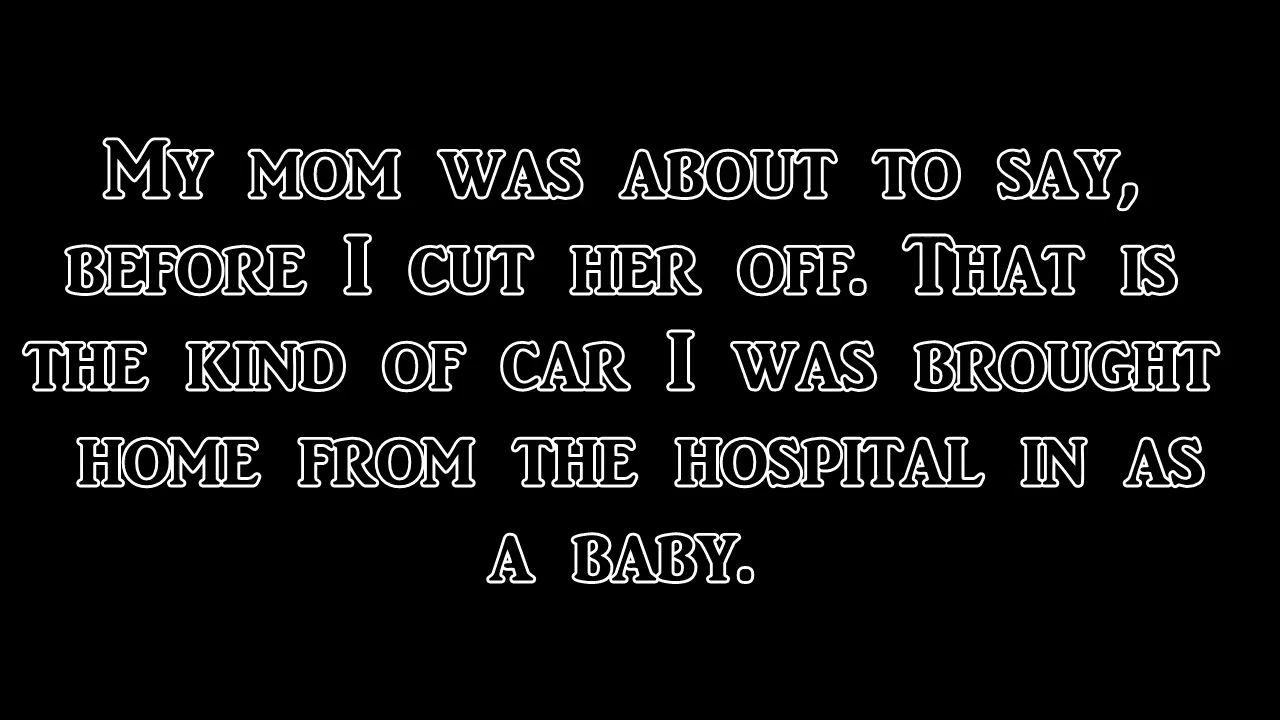 My mom was about to say,
before I cut her off. That is
the kind of car I was brought
home from the hospital in as
a baby.